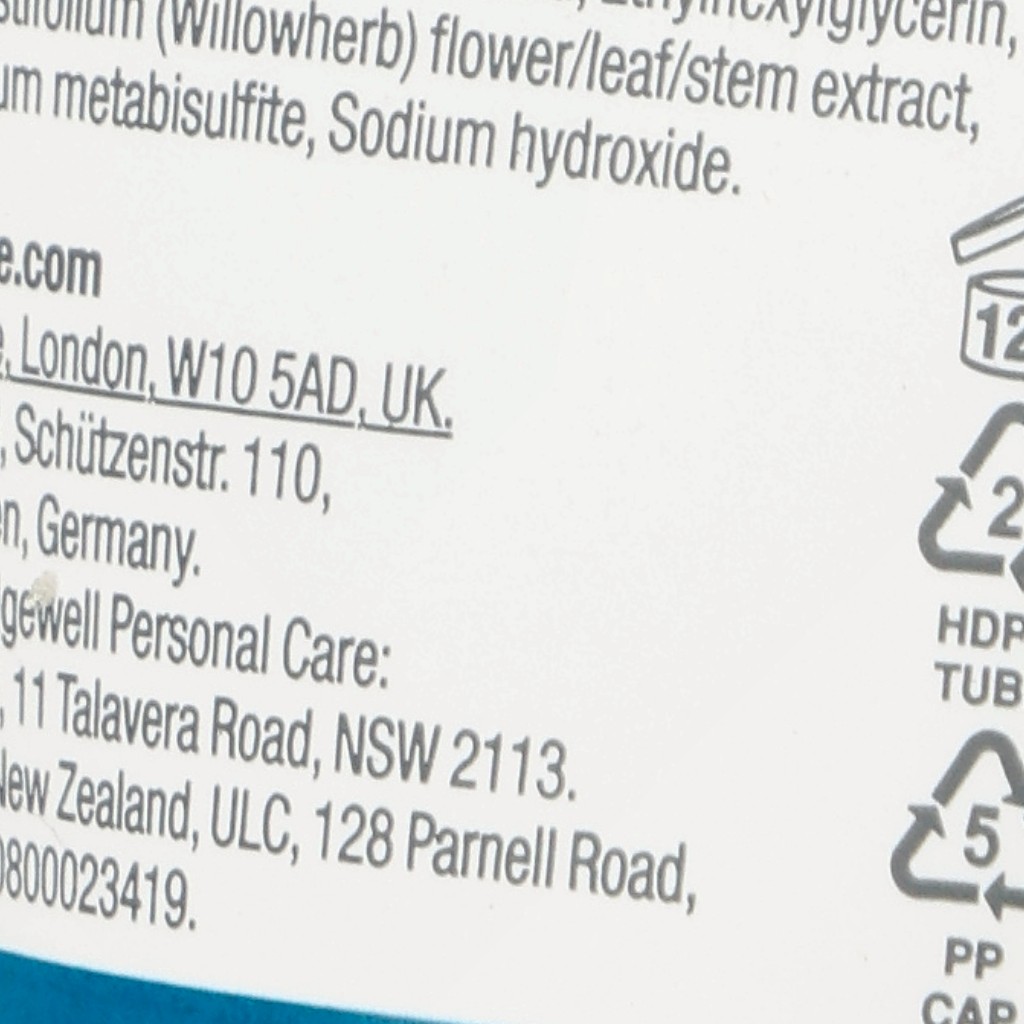 (Willowherb) flower/leaf/stem extract,
metabisulfite, Sodium hydroxide.
e.com
London, W10 5AD, UK.
, Schützenstr. 110,
n, Germany.
gewell Personal Care:
, 11 Talavera Road, NSW 2113.
New Zealand, ULC, 128 Parnell Road,
0800023419.
12
2
HDP
TUB
5
PP
CAP